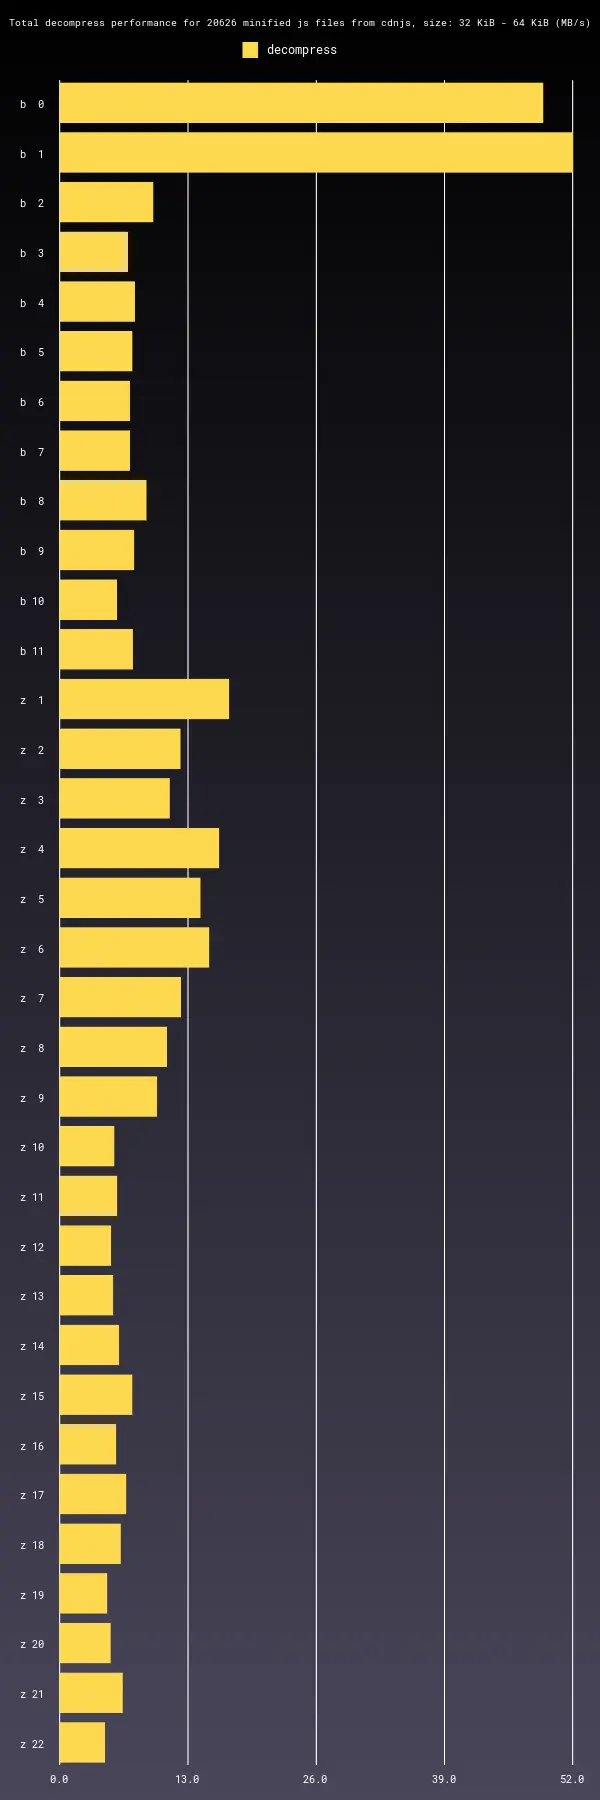 Total decompress performance for 20626 minified js files from cdnjs, size: 32 KiB - 64 KiB (MB/s)
decompress
b 0
b 1
b 2
b 3
b 4
b 5
b 6
b 7
b 8
b 9
b 10
b 11
z 1
z 2
z 3
z 4
z 5
z 6
z 7
z 8
z 9
z 10
z 11
z 12
z 13
z 14
z 15
z 16
z 17
z 18
z 19
z 20
z 21
z 22
0.0 13.0 26.0 39.0 52.0